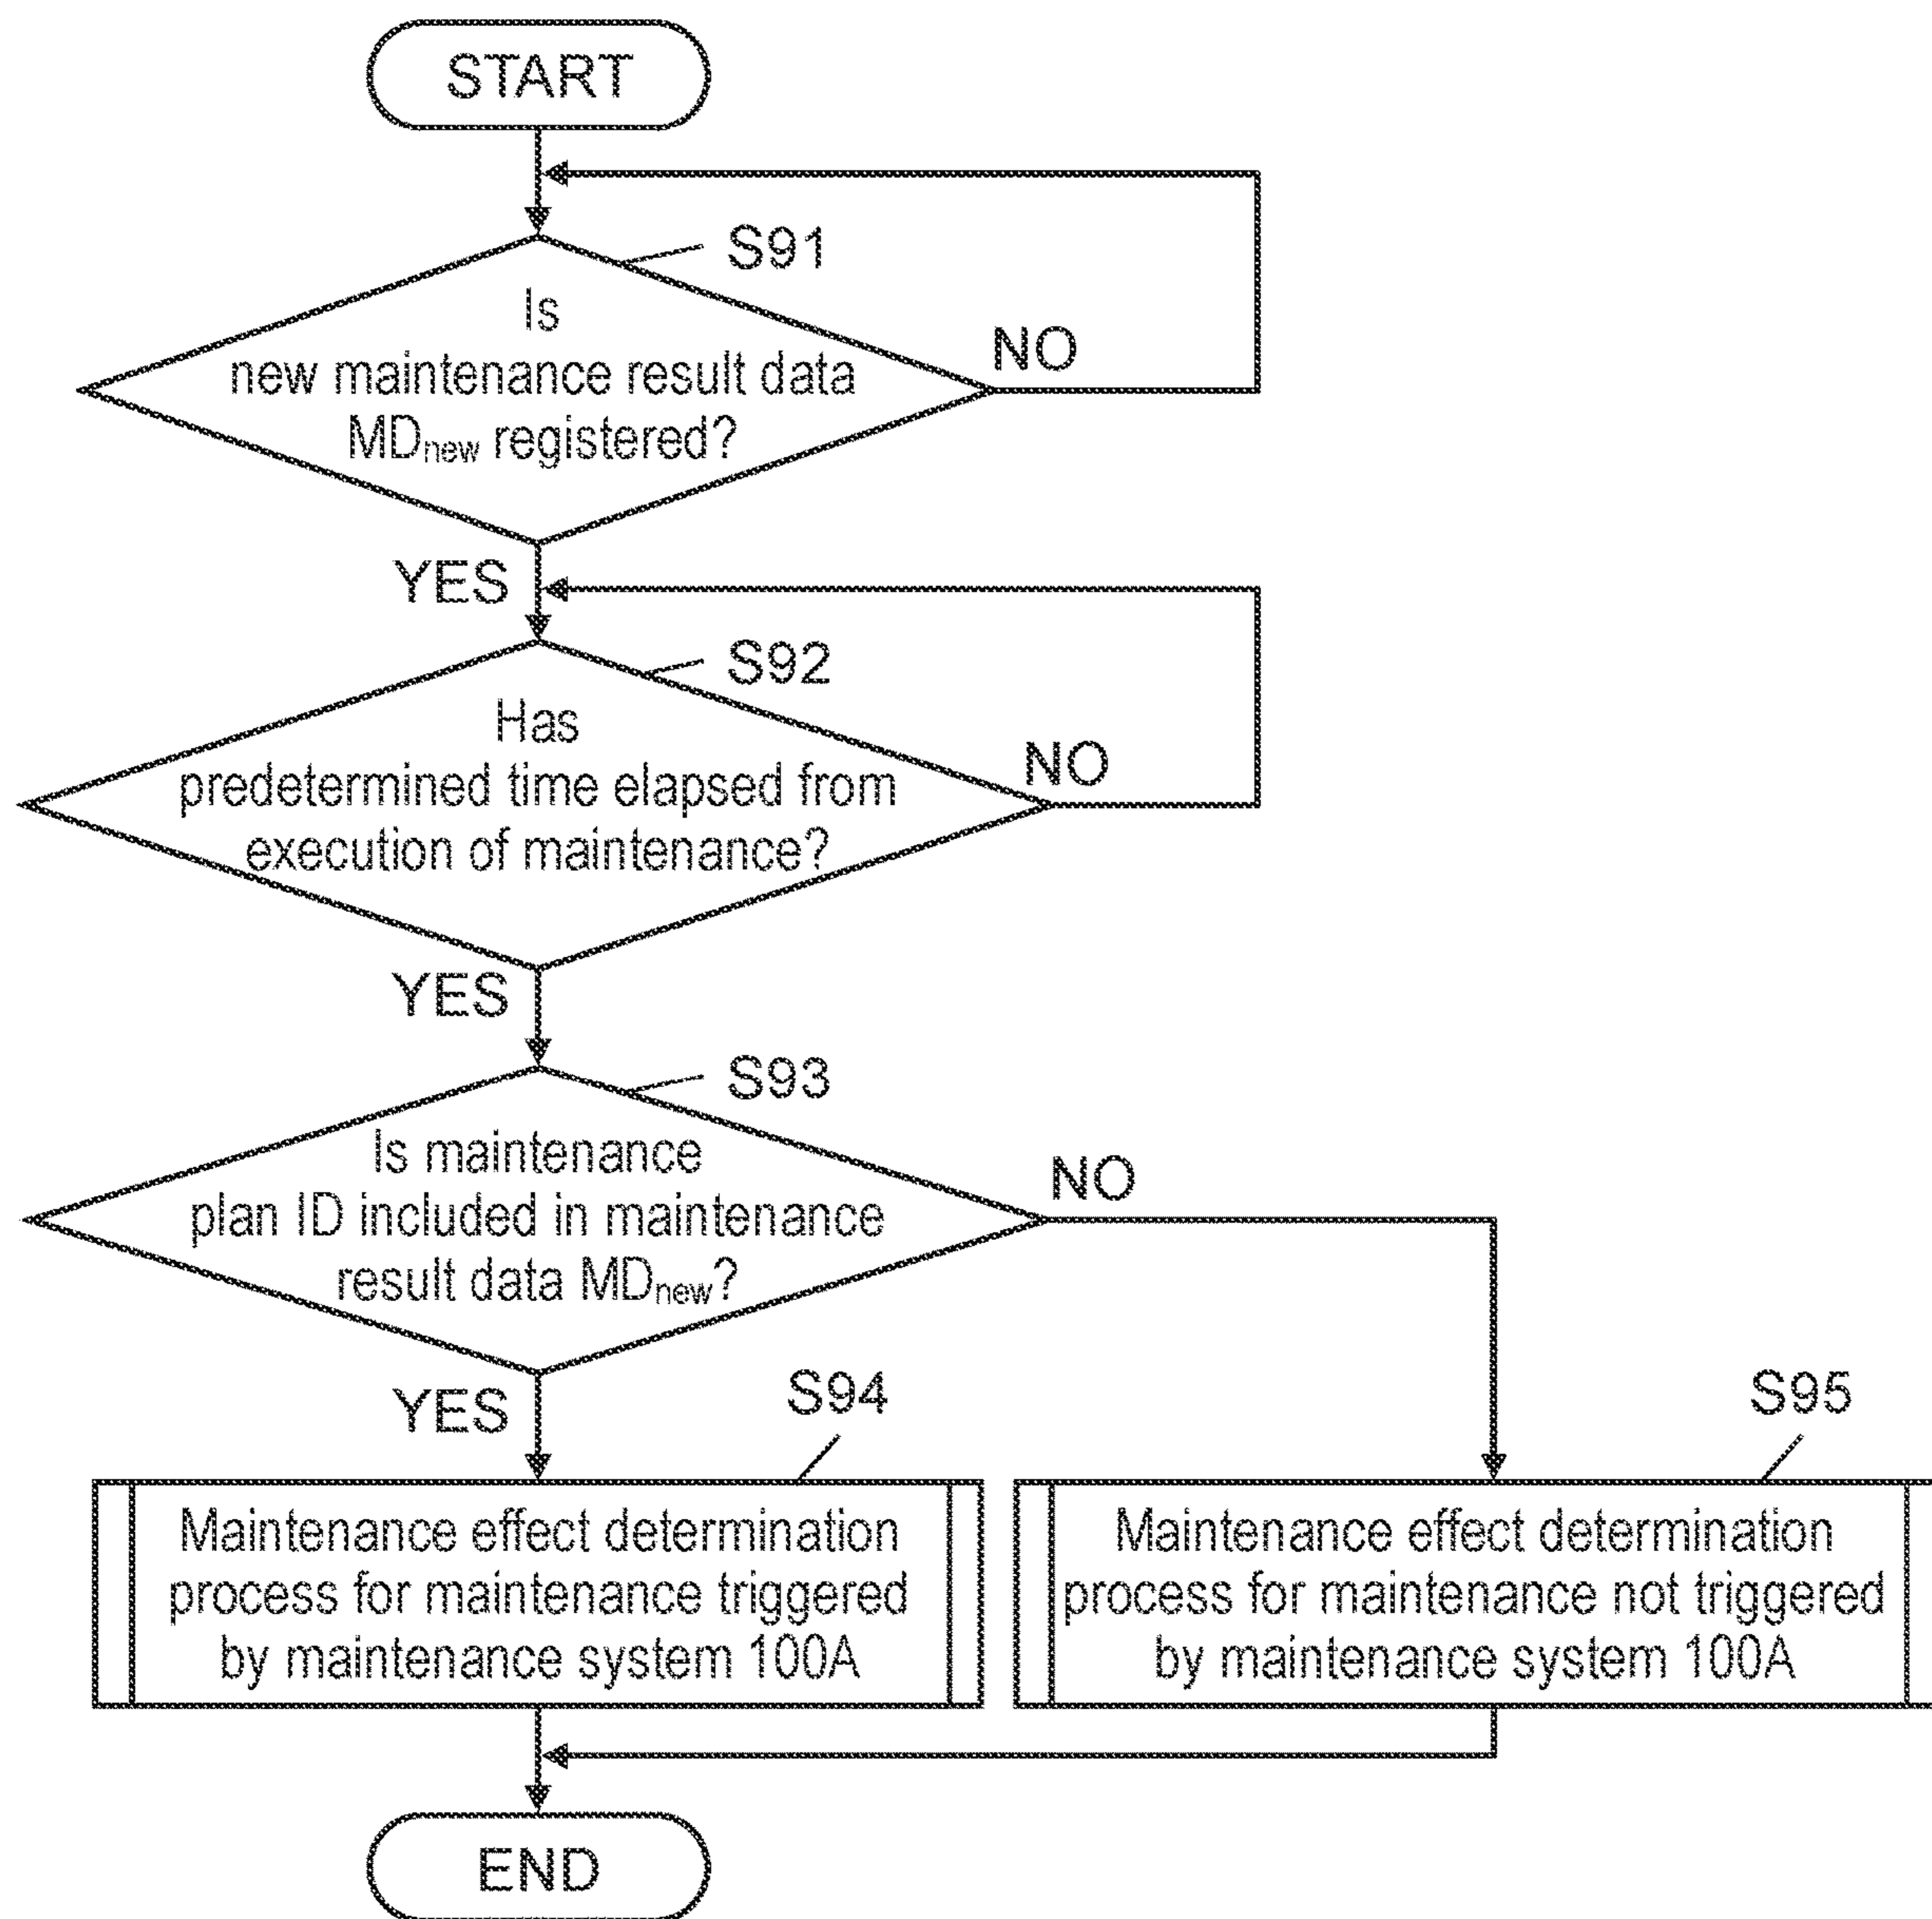 START
S91
Is
new maintenance result data
MDnew registered?
NO
YES
S92
Has
predetermined time elapsed from
execution of maintenance?
NO
YES
S93
Is maintenance
plan ID included in maintenance
result data MDnew?
NO
YES
S94
Maintenance effect determination
process for maintenance triggered
by maintenance system 100A
S95
Maintenance effect determination
process for maintenance not triggered
by maintenance system 100A
END